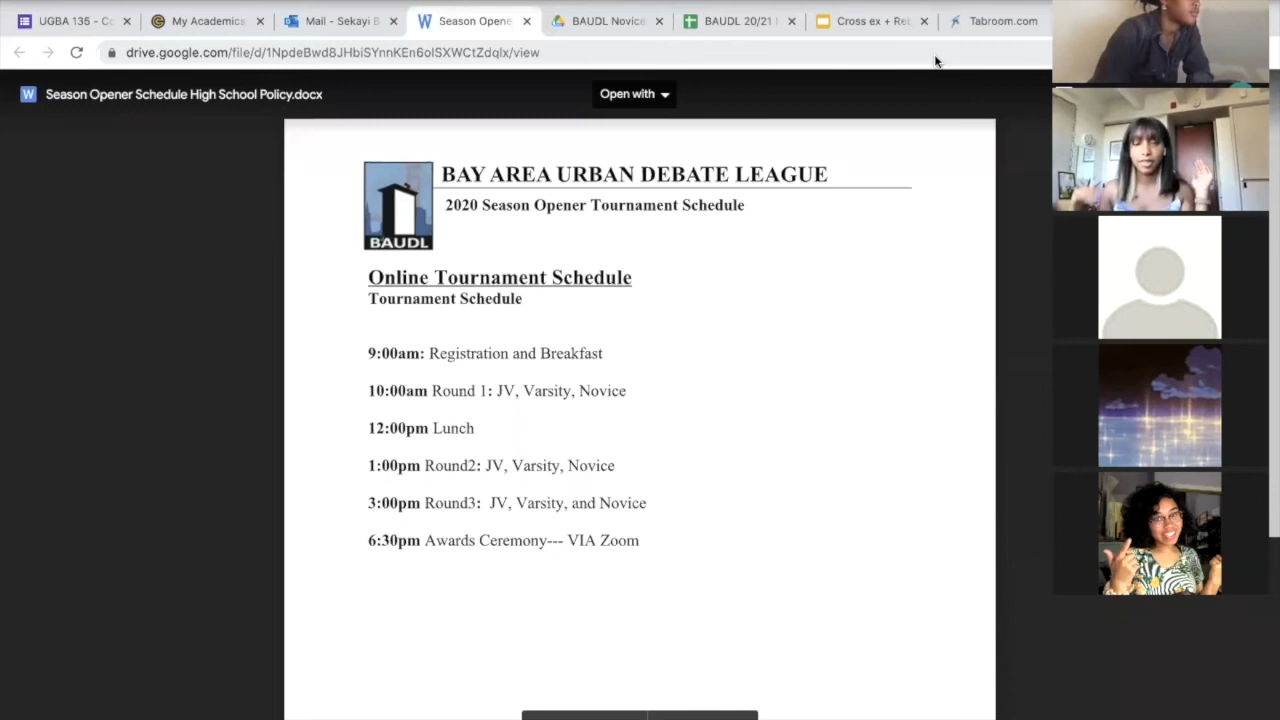 UGBA 135 - Co
My Academics
Mail - Sekayi B
Season Opene
BAUDL Novice
BAUDL 20/21
Cross ex + Reb
Tabroom.com
drive.google.com/file/d/1NpdeBwd8JHbiSYnnKEn6olSXWCtZdqlx/view
W Season Opener Schedule High School Policy.docx
Open with
BAY AREA URBAN DEBATE LEAGUE
2020 Season Opener Tournament Schedule
BAUDL
Online Tournament Schedule
Tournament Schedule
9:00am: Registration and Breakfast
10:00am Round 1: JV, Varsity, Novice
12:00pm Lunch
1:00pm Round2: JV, Varsity, Novice
3:00pm Round3: JV, Varsity, and Novice
6:30pm Awards Ceremony--- VIA Zoom